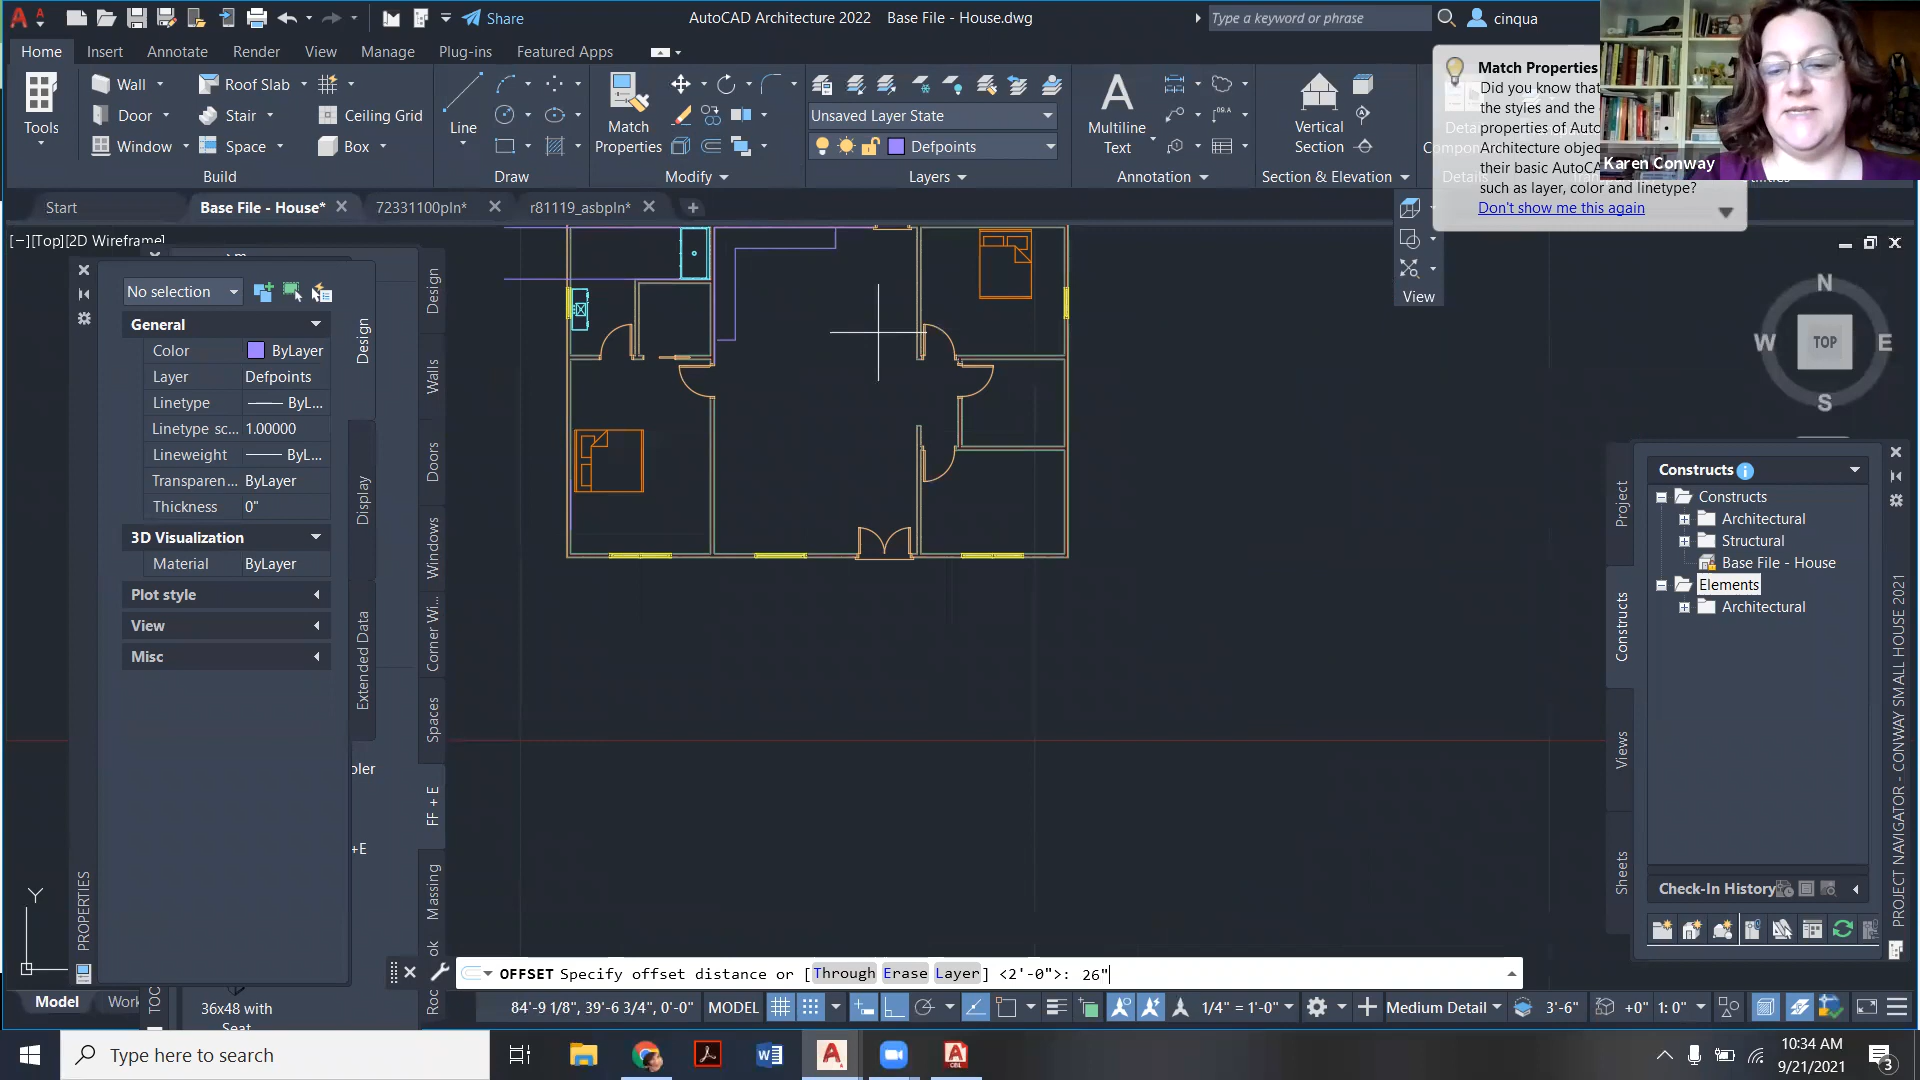 Share
AutoCAD Architecture 2022   Base File - House.dwg
Type a keyword or phrase
cinqua
Home Insert Annotate Render View Manage Plug-ins Featured Apps
Tools
Wall
Door
Window
Roof Slab
Stair
Space
Ceiling Grid
Box
Build
Line
Draw
Match
Properties
Modify
Unsaved Layer State
Defpoints
Layers
A
Multiline
Text
Annotation
Vertical
Section
Section & Elevation
Match Properties
Did you know that
the styles and the
properties of Auto
Architecture objec
their basic AutoCA
such as layer, color and linetype?
Don't show me this again
Karen Conway
Start
Base File - House*
72331100pln*
r81119_asbpln*
[−][Top][2D Wireframe]
View
N
W
TOP
E
S
No selection
General
Color ByLayer
Layer Defpoints
Linetype ByL...
Linetype sc... 1.00000
Lineweight ByL...
Transparen... ByLayer
Thickness 0"
3D Visualization
Material ByLayer
Plot style
View
Misc
Design
Display
Extended Data
PROPERTIES
Design
Walls
Doors
Windows
Corner Wi...
Spaces
FF + E
Massing
oler
+E
Y
Constructs
Constructs
Architectural
Structural
Base File - House
Elements
Architectural
Project
Constructs
Views
Sheets
Check-In History
PROJECT NAVIGATOR - CONWAY SMALL HOUSE 2021
OFFSET Specify offset distance or [Through Erase Layer] <2'-0">: 26"
Model
Work
TOC
36x48 with
Seat
84'-9 1/8", 39'-6 3/4", 0'-0"
MODEL
1/4" = 1'-0"
Medium Detail
3'-6"
+0"
1: 0"
Type here to search
10:34 AM
9/21/2021
3